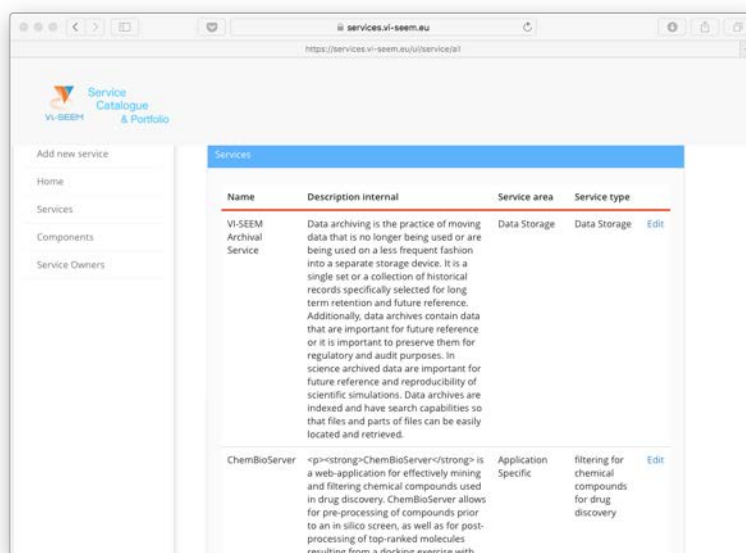 services.vi-seem.eu
https://services.vi-seem.eu/ui/service/all
Service
Catalogue
& Portfolio
VI-SEEM
Add new service
Home
Services
Components
Service Owners
Services
Name Description internal Service area Service type
VI-SEEM Data archiving is the practice of moving Data Storage Data Storage Edit
Archival data that is no longer being used or are
Service being used on a less frequent fashion
into a separate storage device. It is a
single set or a collection of historical
records specifically selected for long
term retention and future reference.
Additionally, data archives contain data
that are important for future reference
or it is important to preserve them for
regulatory and audit purposes. In
science archived data are important for
future reference and reproducibility of
scientific simulations. Data archives are
indexed and have search capabilities so
that files and parts of files can be easily
located and retrieved.
ChemBioServer <p><strong>ChemBioServer</strong> is Application filtering for Edit
a web-application for effectively mining Specific chemical
and filtering chemical compounds used compounds
in drug discovery. ChemBioServer allows for drug
for pre-processing of compounds prior discovery
to an in silico screen, as well as for post-
processing of top-ranked molecules
resulting from a docking exercise with